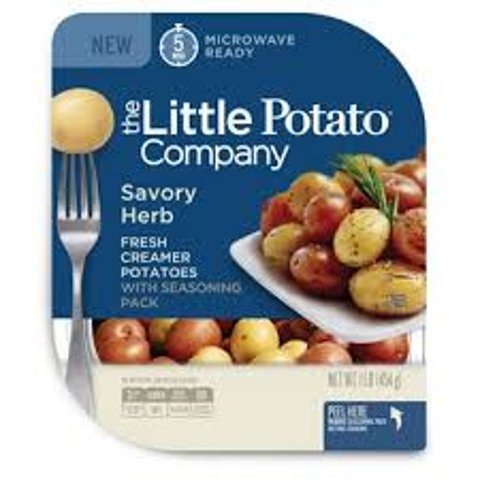 NEW
5 MIN
MICROWAVE
READY
the Little Potato
Company
Savory
Herb
FRESH
CREAMER
POTATOES
WITH SEASONING
PACK
NET WT 1 LB (454 g)
PEEL HERE